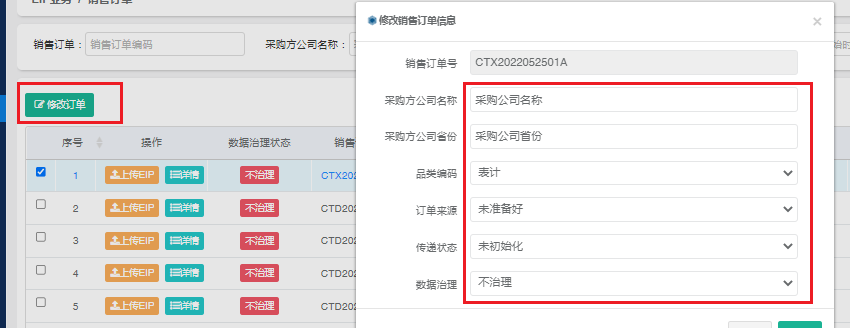 EIP业务 / 销售订单
销售订单：
销售订单编码
采购方公司名称：
修改订单
序号
操作
数据治理状态
1
上传EIP
详情
不治理
2
上传EIP
详情
不治理
CTD202
3
上传EIP
详情
不治理
CTD202
4
上传EIP
详情
不治理
CTD202
5
上传EIP
详情
不治理
CTD202
修改销售订单信息
×
销售订单号
CTX2022052501A
采购方公司名称
采购公司名称
采购方公司省份
采购公司省份
品类编码
表计
订单来源
未准备好
传递状态
未初始化
数据治理
不治理